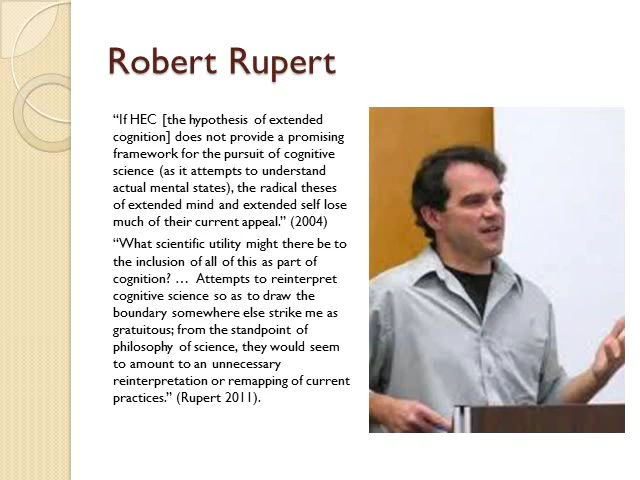 Robert Rupert
“If HEC [the hypothesis of extended
cognition] does not provide a promising
framework for the pursuit of cognitive
science (as it attempts to understand
actual mental states), the radical theses
of extended mind and extended self lose
much of their current appeal.” (2004)
“What scientific utility might there be to
the inclusion of all of this as part of
cognition? … Attempts to reinterpret
cognitive science so as to draw the
boundary somewhere else strike me as
gratuitous; from the standpoint of
philosophy of science, they would seem
to amount to an unnecessary
reinterpretation or remapping of current
practices.” (Rupert 2011).